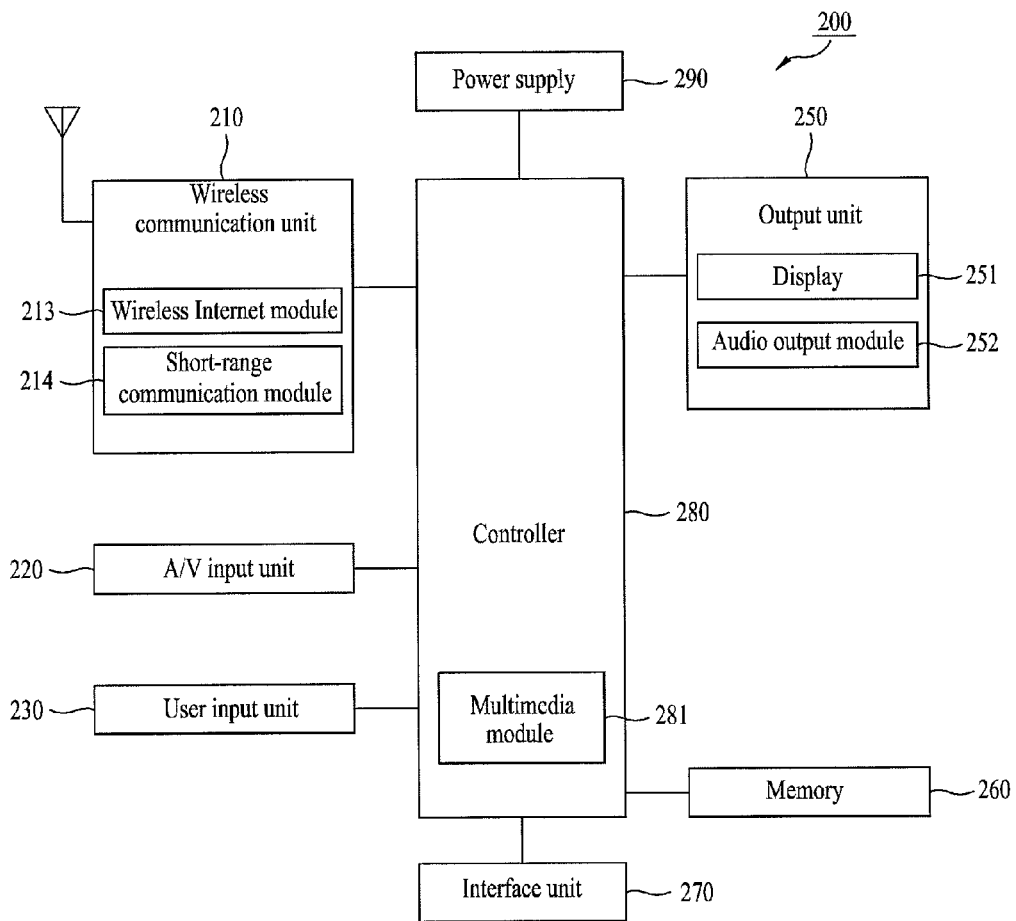 200
Power supply
290
210
250
Wireless
communication unit
Output unit
Display
251
213
Wireless Internet module
Audio output module
252
214
Short-range
communication module
Controller
280
220
A/V input unit
230
User input unit
Multimedia
module
281
Memory
260
Interface unit
270